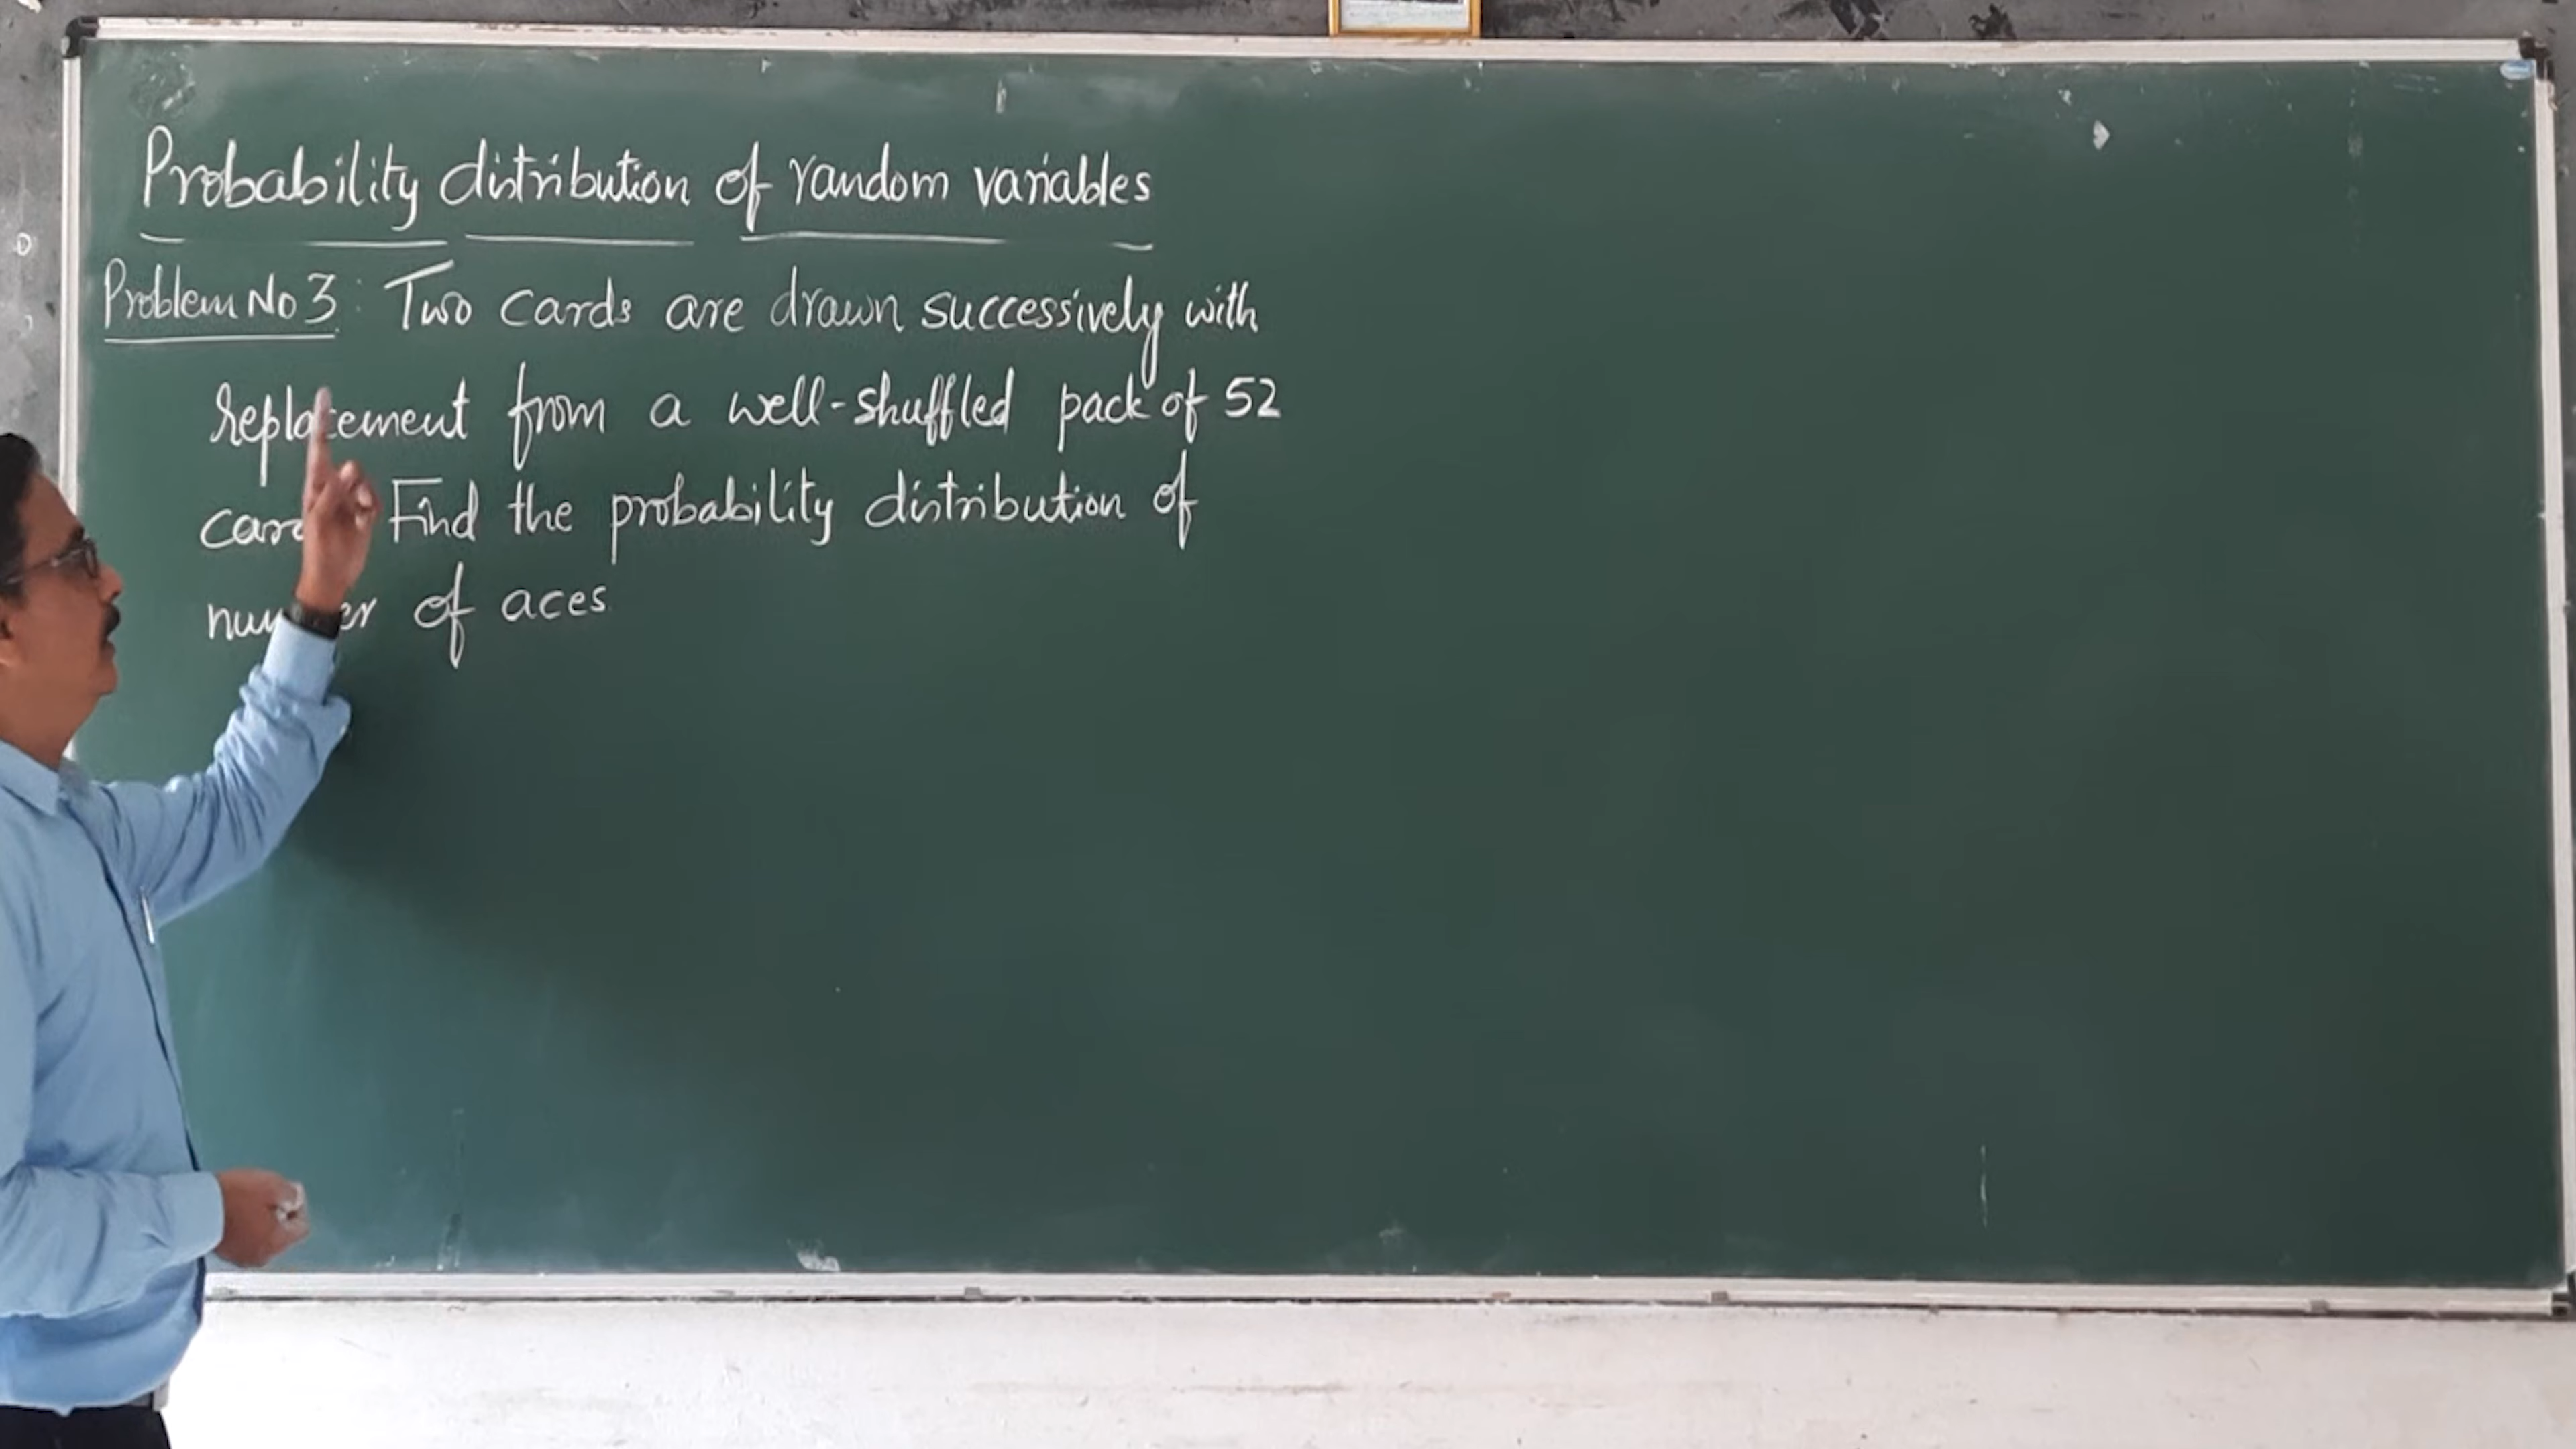 Probability distribution of random variables
Problem No 3: Two cards are drawn successively with
replacement from a well-shuffled pack of 52
Find the probability distribution of
of aces